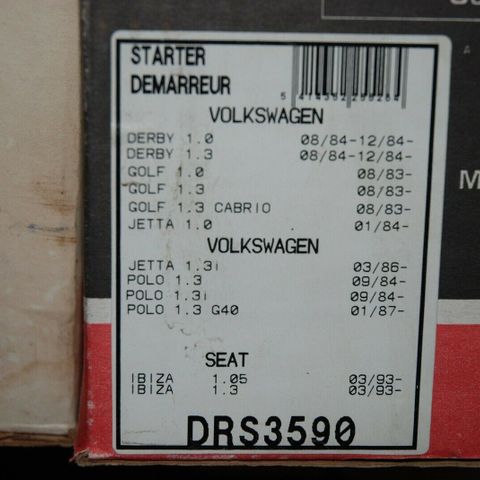 STARTER
DEMARREUR
VOLKSWAGEN
DERBY 1.0 08/84-12/84-
DERBY 1.3 08/84-12/84-
GOLF 1.0 08/83-
GOLF 1.3 08/83-
GOLF 1.3 CABRIO 08/83-
JETTA 1.0 01/84-
VOLKSWAGEN
JETTA 1.3i 03/86-
POLO 1.3 09/84-
POLO 1.3i 09/84-
POLO 1.3 G40 01/87-
SEAT
IBIZA 1.05 03/93-
IBIZA 1.3 03/93-
DRS3590
M